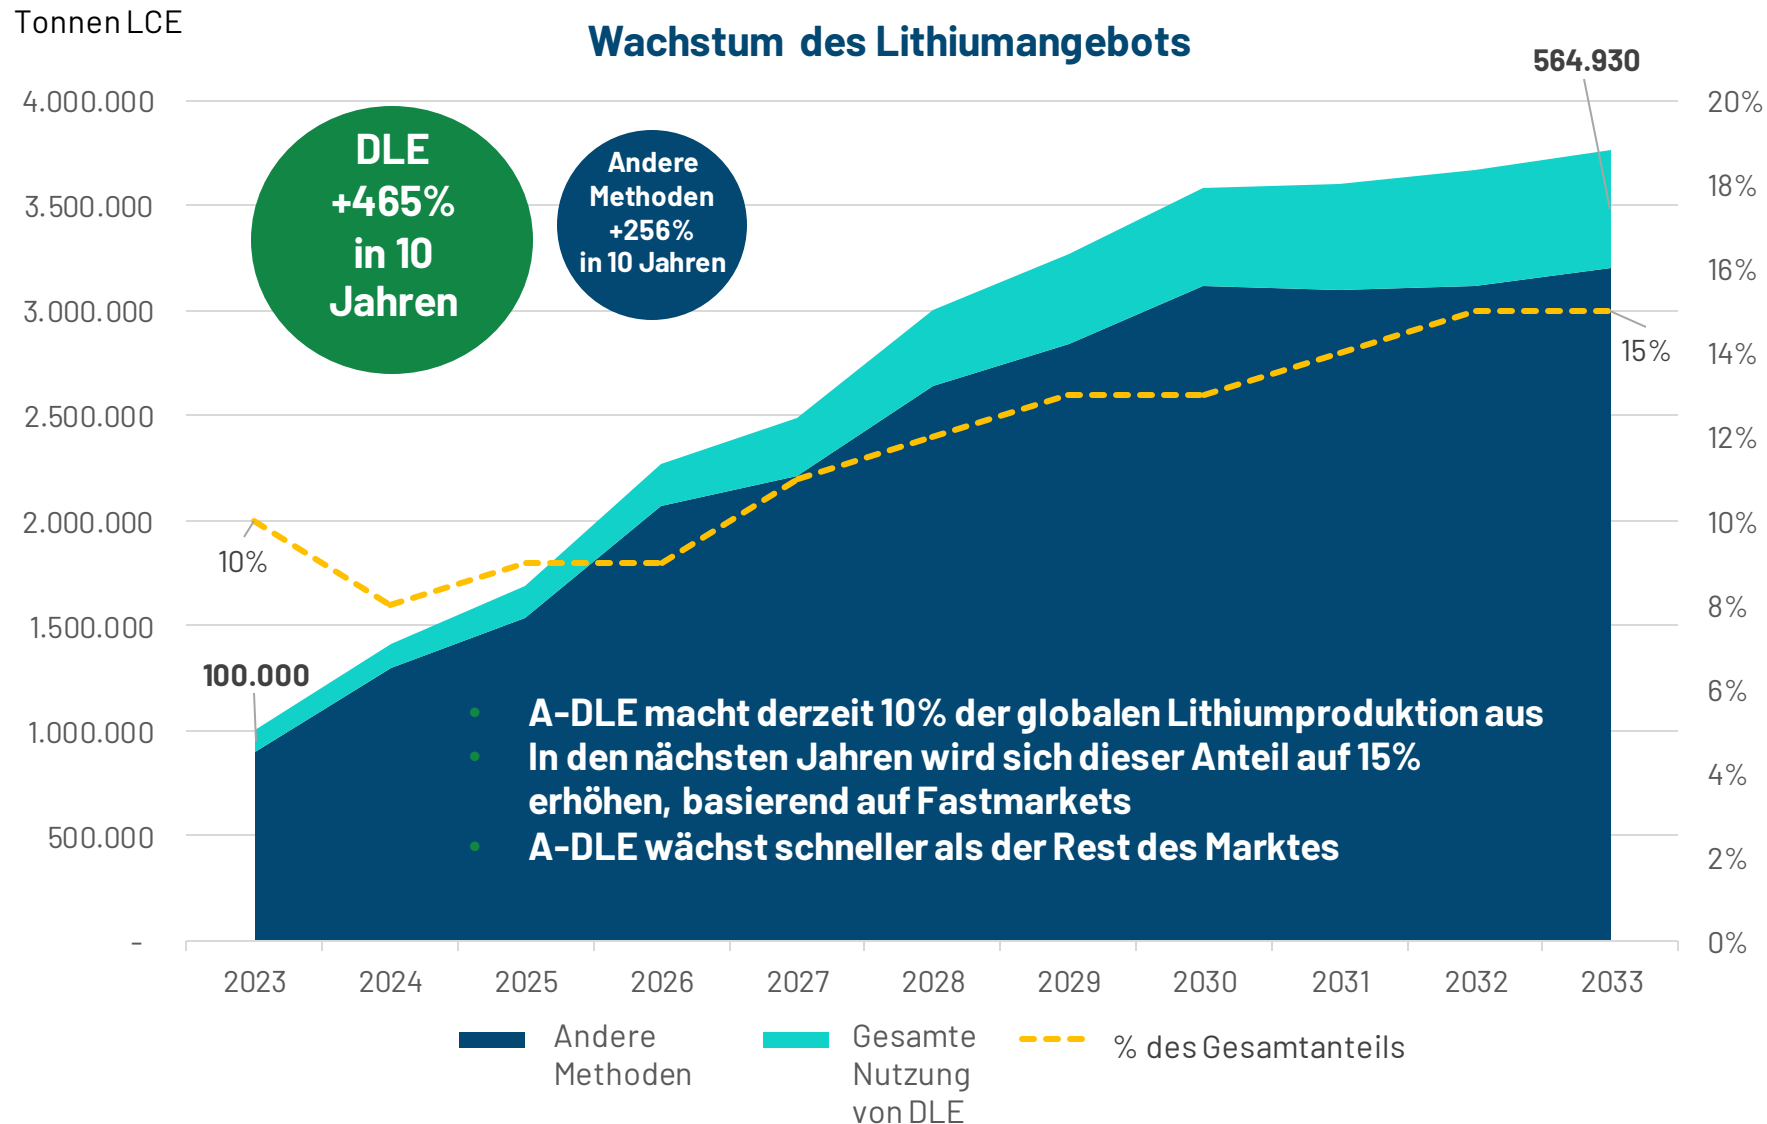 Tonnen LCE
Wachstum des Lithiumangebots
564.930
4.000.000
3.500.000
3.000.000
2.500.000
2.000.000
1.500.000
1.000.000
500.000
-
20%
18%
16%
14%
12%
10%
8%
6%
4%
2%
0%
DLE
+465%
in 10
Jahren
Andere
Methoden
+256%
in 10 Jahren
15%
10%
100.000
• A-DLE macht derzeit 10% der globalen Lithiumproduktion aus
• In den nächsten Jahren wird sich dieser Anteil auf 15%
erhöhen, basierend auf Fastmarkets
• A-DLE wächst schneller als der Rest des Marktes
2023 2024 2025 2026 2027 2028 2029 2030 2031 2032 2033
Andere
Methoden
Gesamte
Nutzung
von DLE
% des Gesamtanteils